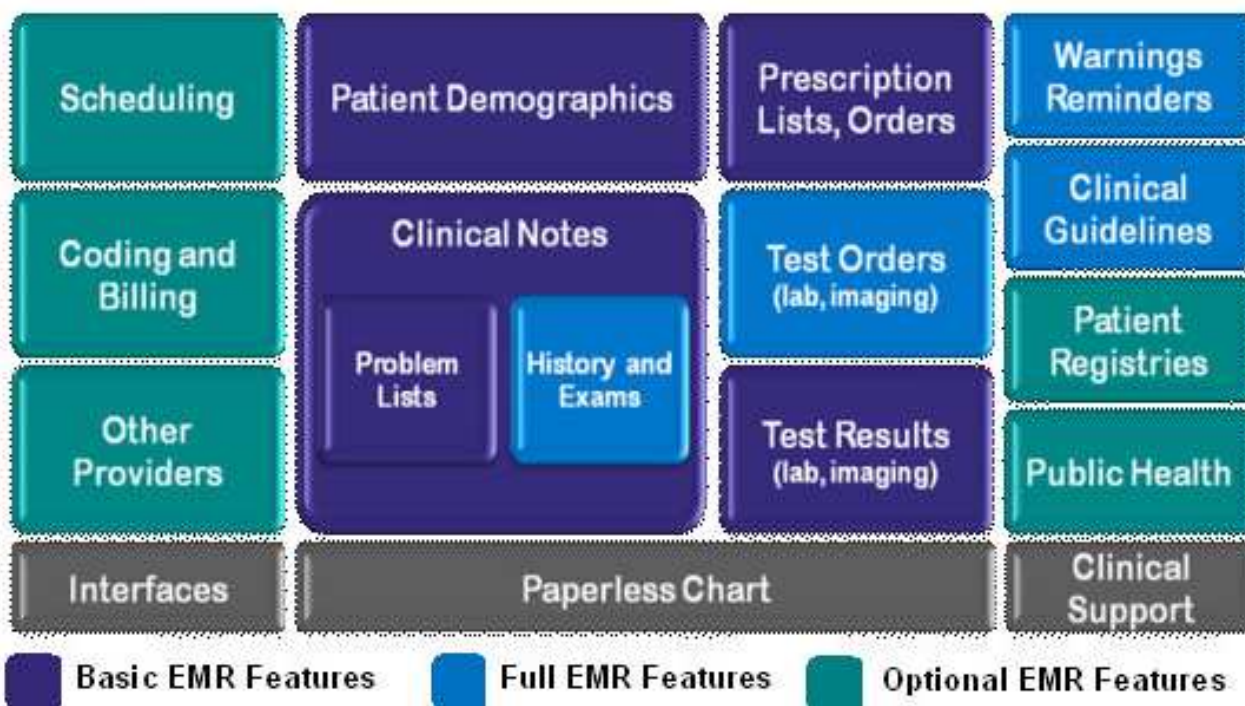 Scheduling
Patient Demographics
Prescription
Lists, Orders
Warnings
Reminders
Coding and
Billing
Clinical Notes
Problem
Lists
History and
Exams
Test Orders
(lab, imaging)
Clinical
Guidelines
Other
Providers
Test Results
(lab, imaging)
Patient
Registries
Public Health
Interfaces
Paperless Chart
Clinical
Support
Basic EMR Features
Full EMR Features
Optional EMR Features